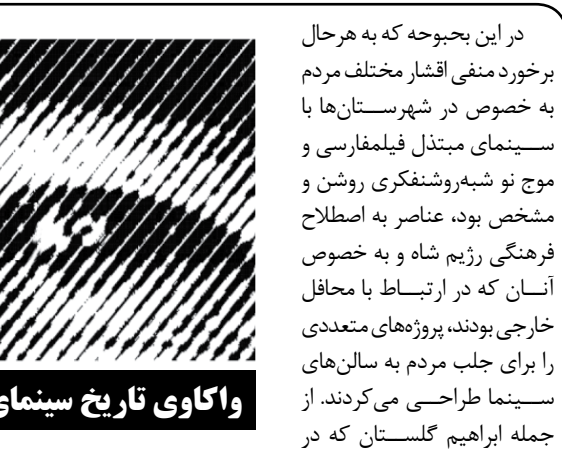 در این بحبوحه که به هرحال
برخورد منفی اقشار مختلف مردم
به خصوص در شهرستان‌ها با
سینمای مبتذل فیلمفارسی و
موج نو شبه‌روشنفکری روشن و
مشخص بود، عناصر به اصطلاح
فرهنگی رژیم شاه و به خصوص
آنان که در ارتباط با محافل
خارجی بودند، پروژه‌های متعددی
را برای جلب مردم به سالن‌های
سینما طراحی می‌کردند. از
جمله ابراهیم گلستان که در
واکاوی تاریخ سینمای